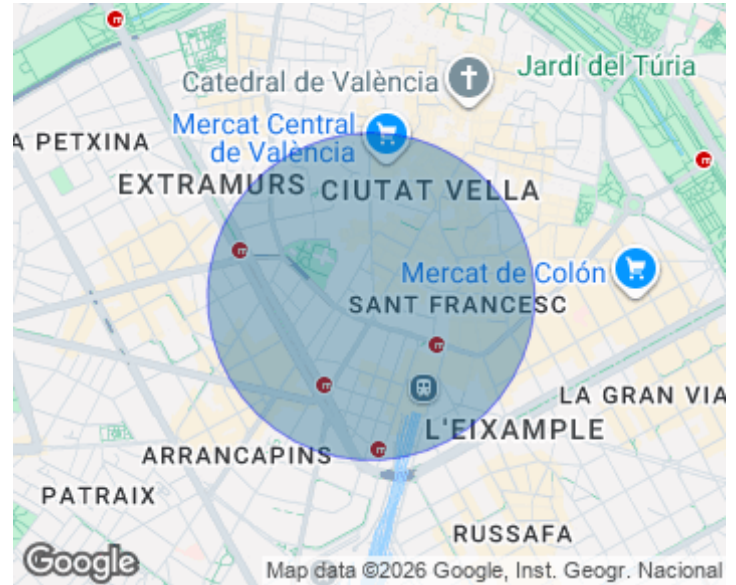 Catedral de València
Jardí del Túria
Mercat Central
de València
A PETXINA
EXTRAMURS
CIUTAT VELLA
Mercat de Colón
SANT FRANCESC
LA GRAN VIA
L'EIXAMPLE
ARRANCAPINS
PATRAIX
RUSSAFA
Google
Map data ©2026 Google, Inst. Geogr. Nacional